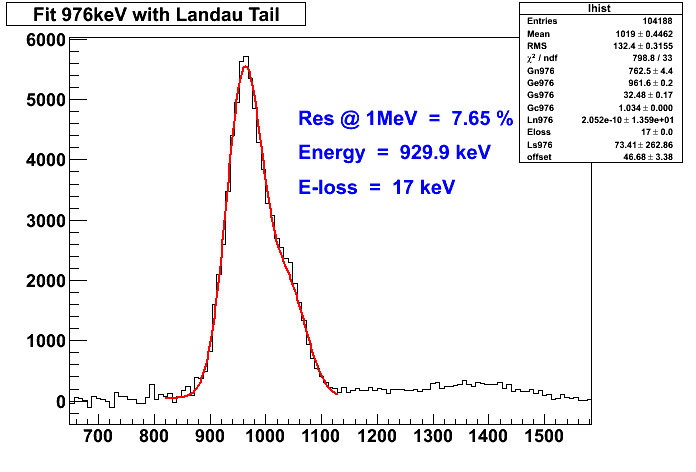 Fit 976keV with Landau Tail
lhist
Entries 104188
Mean 1019 ± 0.4462
RMS 132.4 ± 0.3155
χ² / ndf 798.8 / 33
Gn976 762.5 ± 4.4
Ge976 961.6 ± 0.2
Gs976 32.48 ± 0.17
Gc976 1.034 ± 0.000
Ln976 2.052e-10 ± 1.359e+01
Eloss 17 ± 0.0
Ls976 73.41 ± 262.86
offset 46.68 ± 3.38
Res @ 1MeV = 7.65 %
Energy = 929.9 keV
E-loss = 17 keV
6000
5000
4000
3000
2000
1000
0
700 800 900 1000 1100 1200 1300 1400 1500